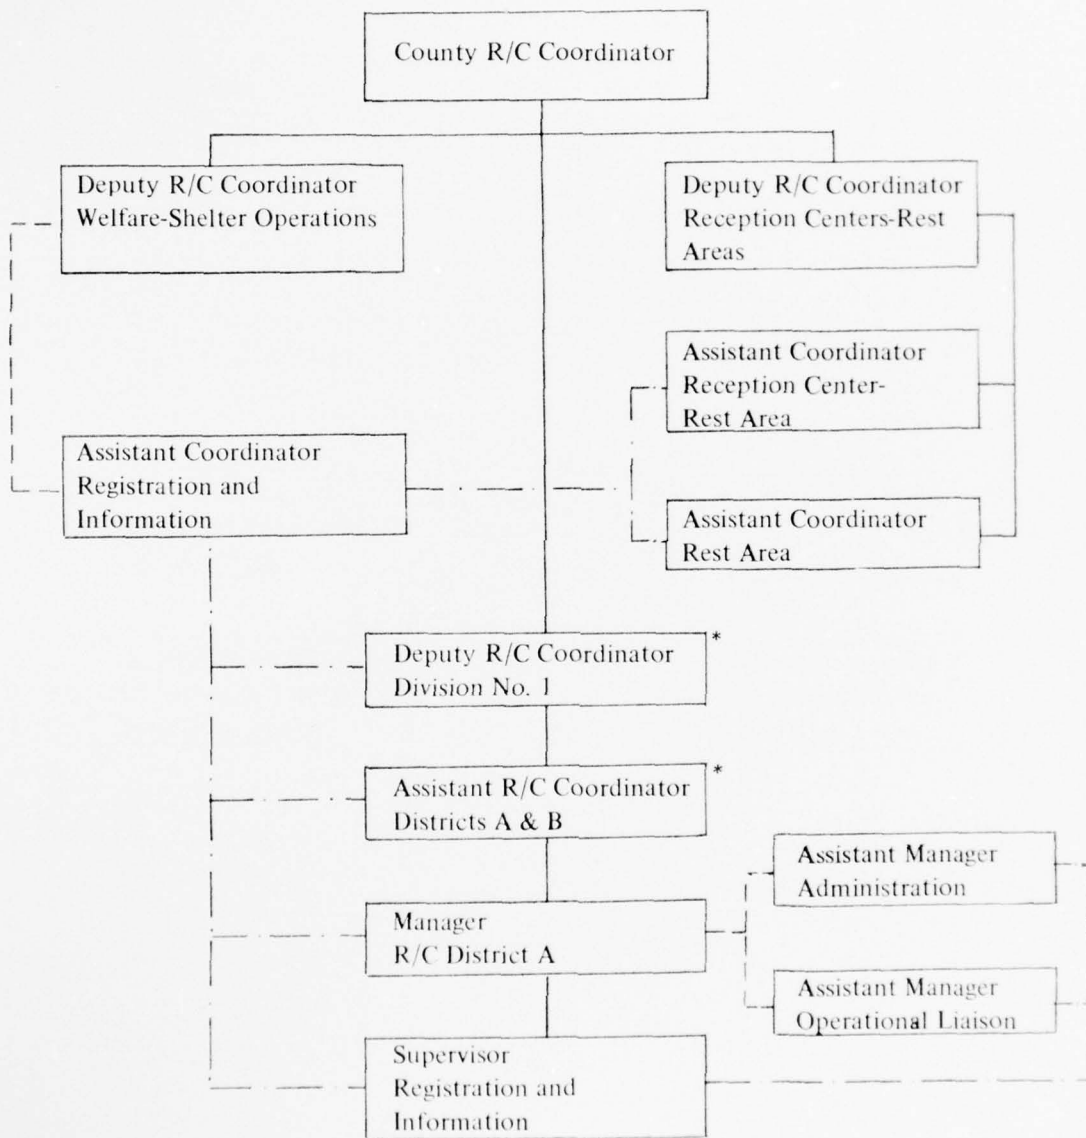 County R/C Coordinator
Deputy R/C Coordinator
Welfare-Shelter Operations
Deputy R/C Coordinator
Reception Centers-Rest
Areas
Assistant Coordinator
Reception Center-
Rest Area
Assistant Coordinator
Registration and
Information
Assistant Coordinator
Rest Area
Deputy R/C Coordinator *
Division No. 1
Assistant R/C Coordinator *
Districts A & B
Assistant Manager
Administration
Manager
R/C District A
Assistant Manager
Operational Liaison
Supervisor
Registration and
Information